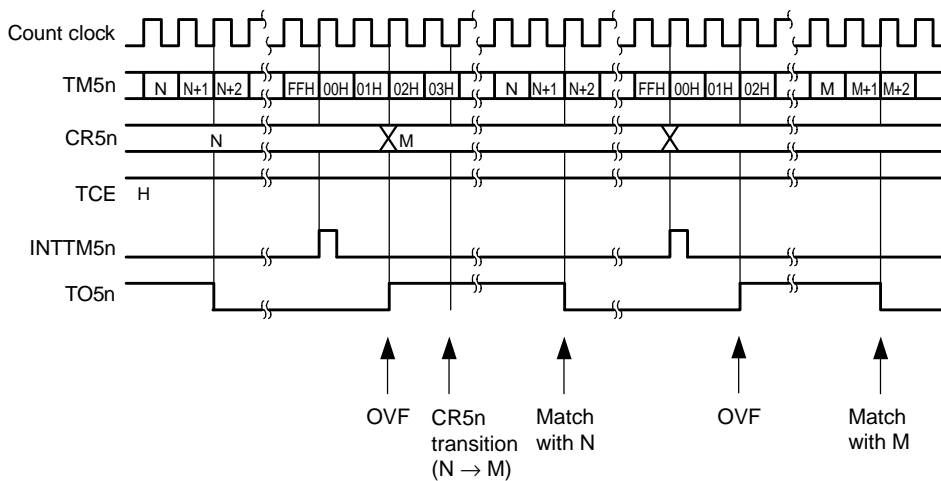 Count clock
TM5n N N+1 N+2 FFH 00H 01H 02H 03H N N+1 N+2 FFH 00H 01H 02H M M+1 M+2
CR5n N M
TCE H
INTTM5n
TO5n
OVF
CR5n
transition
(N → M)
Match
with N
OVF
Match
with M